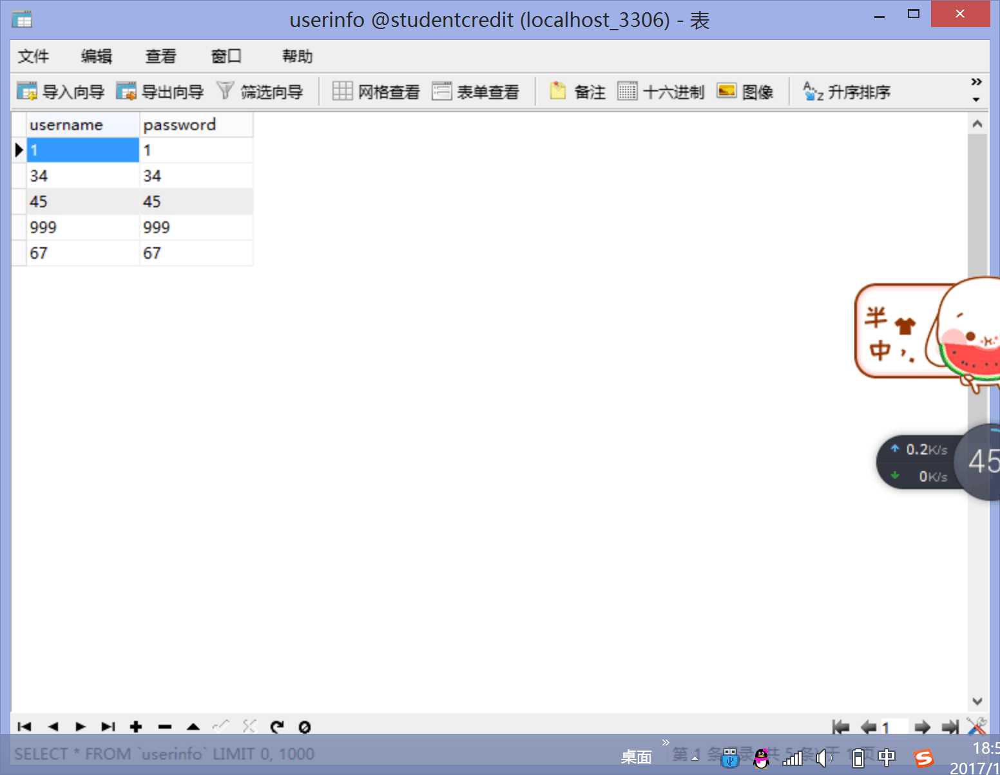 userinfo @studentcredit (localhost_3306) - 表
文件 编辑 查看 窗口 帮助
导入向导 导出向导 筛选向导 网格查看 表单查看 备注 十六进制 图像 升序排序
username password
1 1
34 34
45 45
999 999
67 67
半
中 ，.
0.2K/s
0K/s
45
1
SELECT * FROM `userinfo` LIMIT 0, 1000
第 1 条记录 (共 5 条) 于 1 页
桌面
中
18:5
2017/1